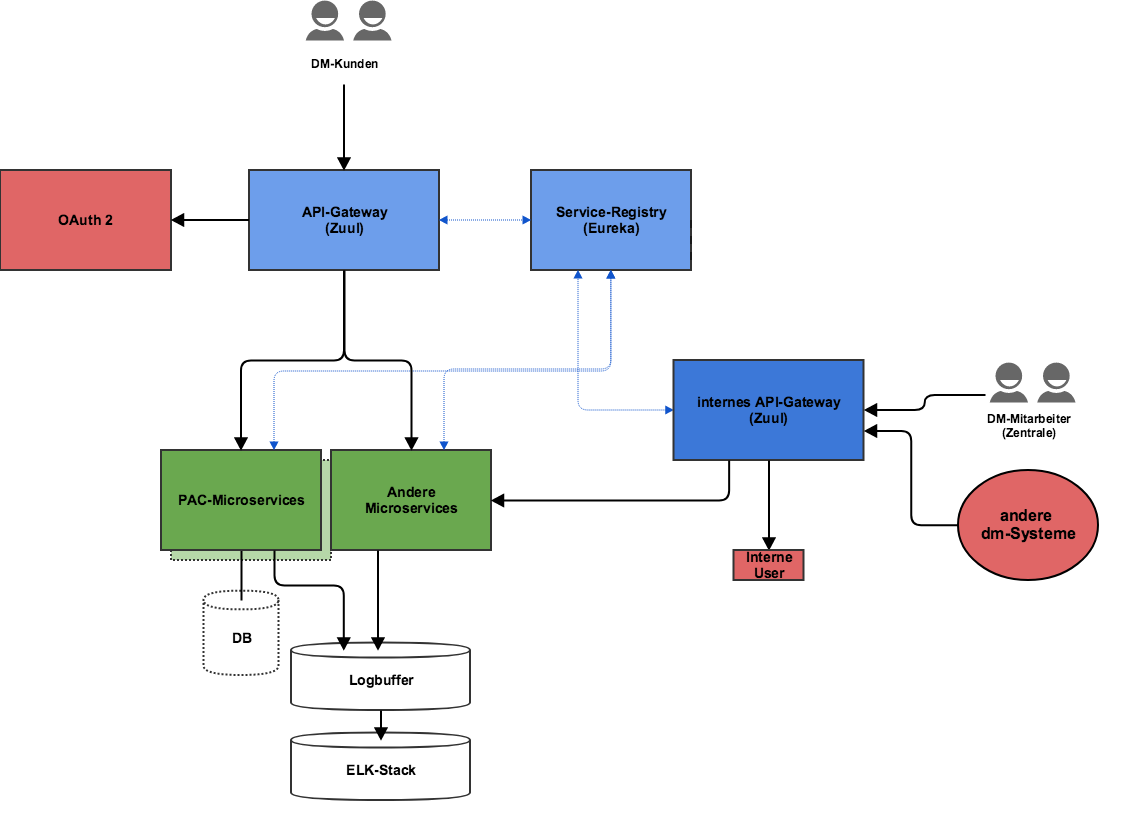 DM-Kunden
OAuth 2
API-Gateway
(Zuul)
Service-Registry
(Eureka)
internes API-Gateway
(Zuul)
DM-Mitarbeiter
(Zentrale)
PAC-Microservices
Andere
Microservices
andere
dm-Systeme
Interne
User
DB
Logbuffer
ELK-Stack